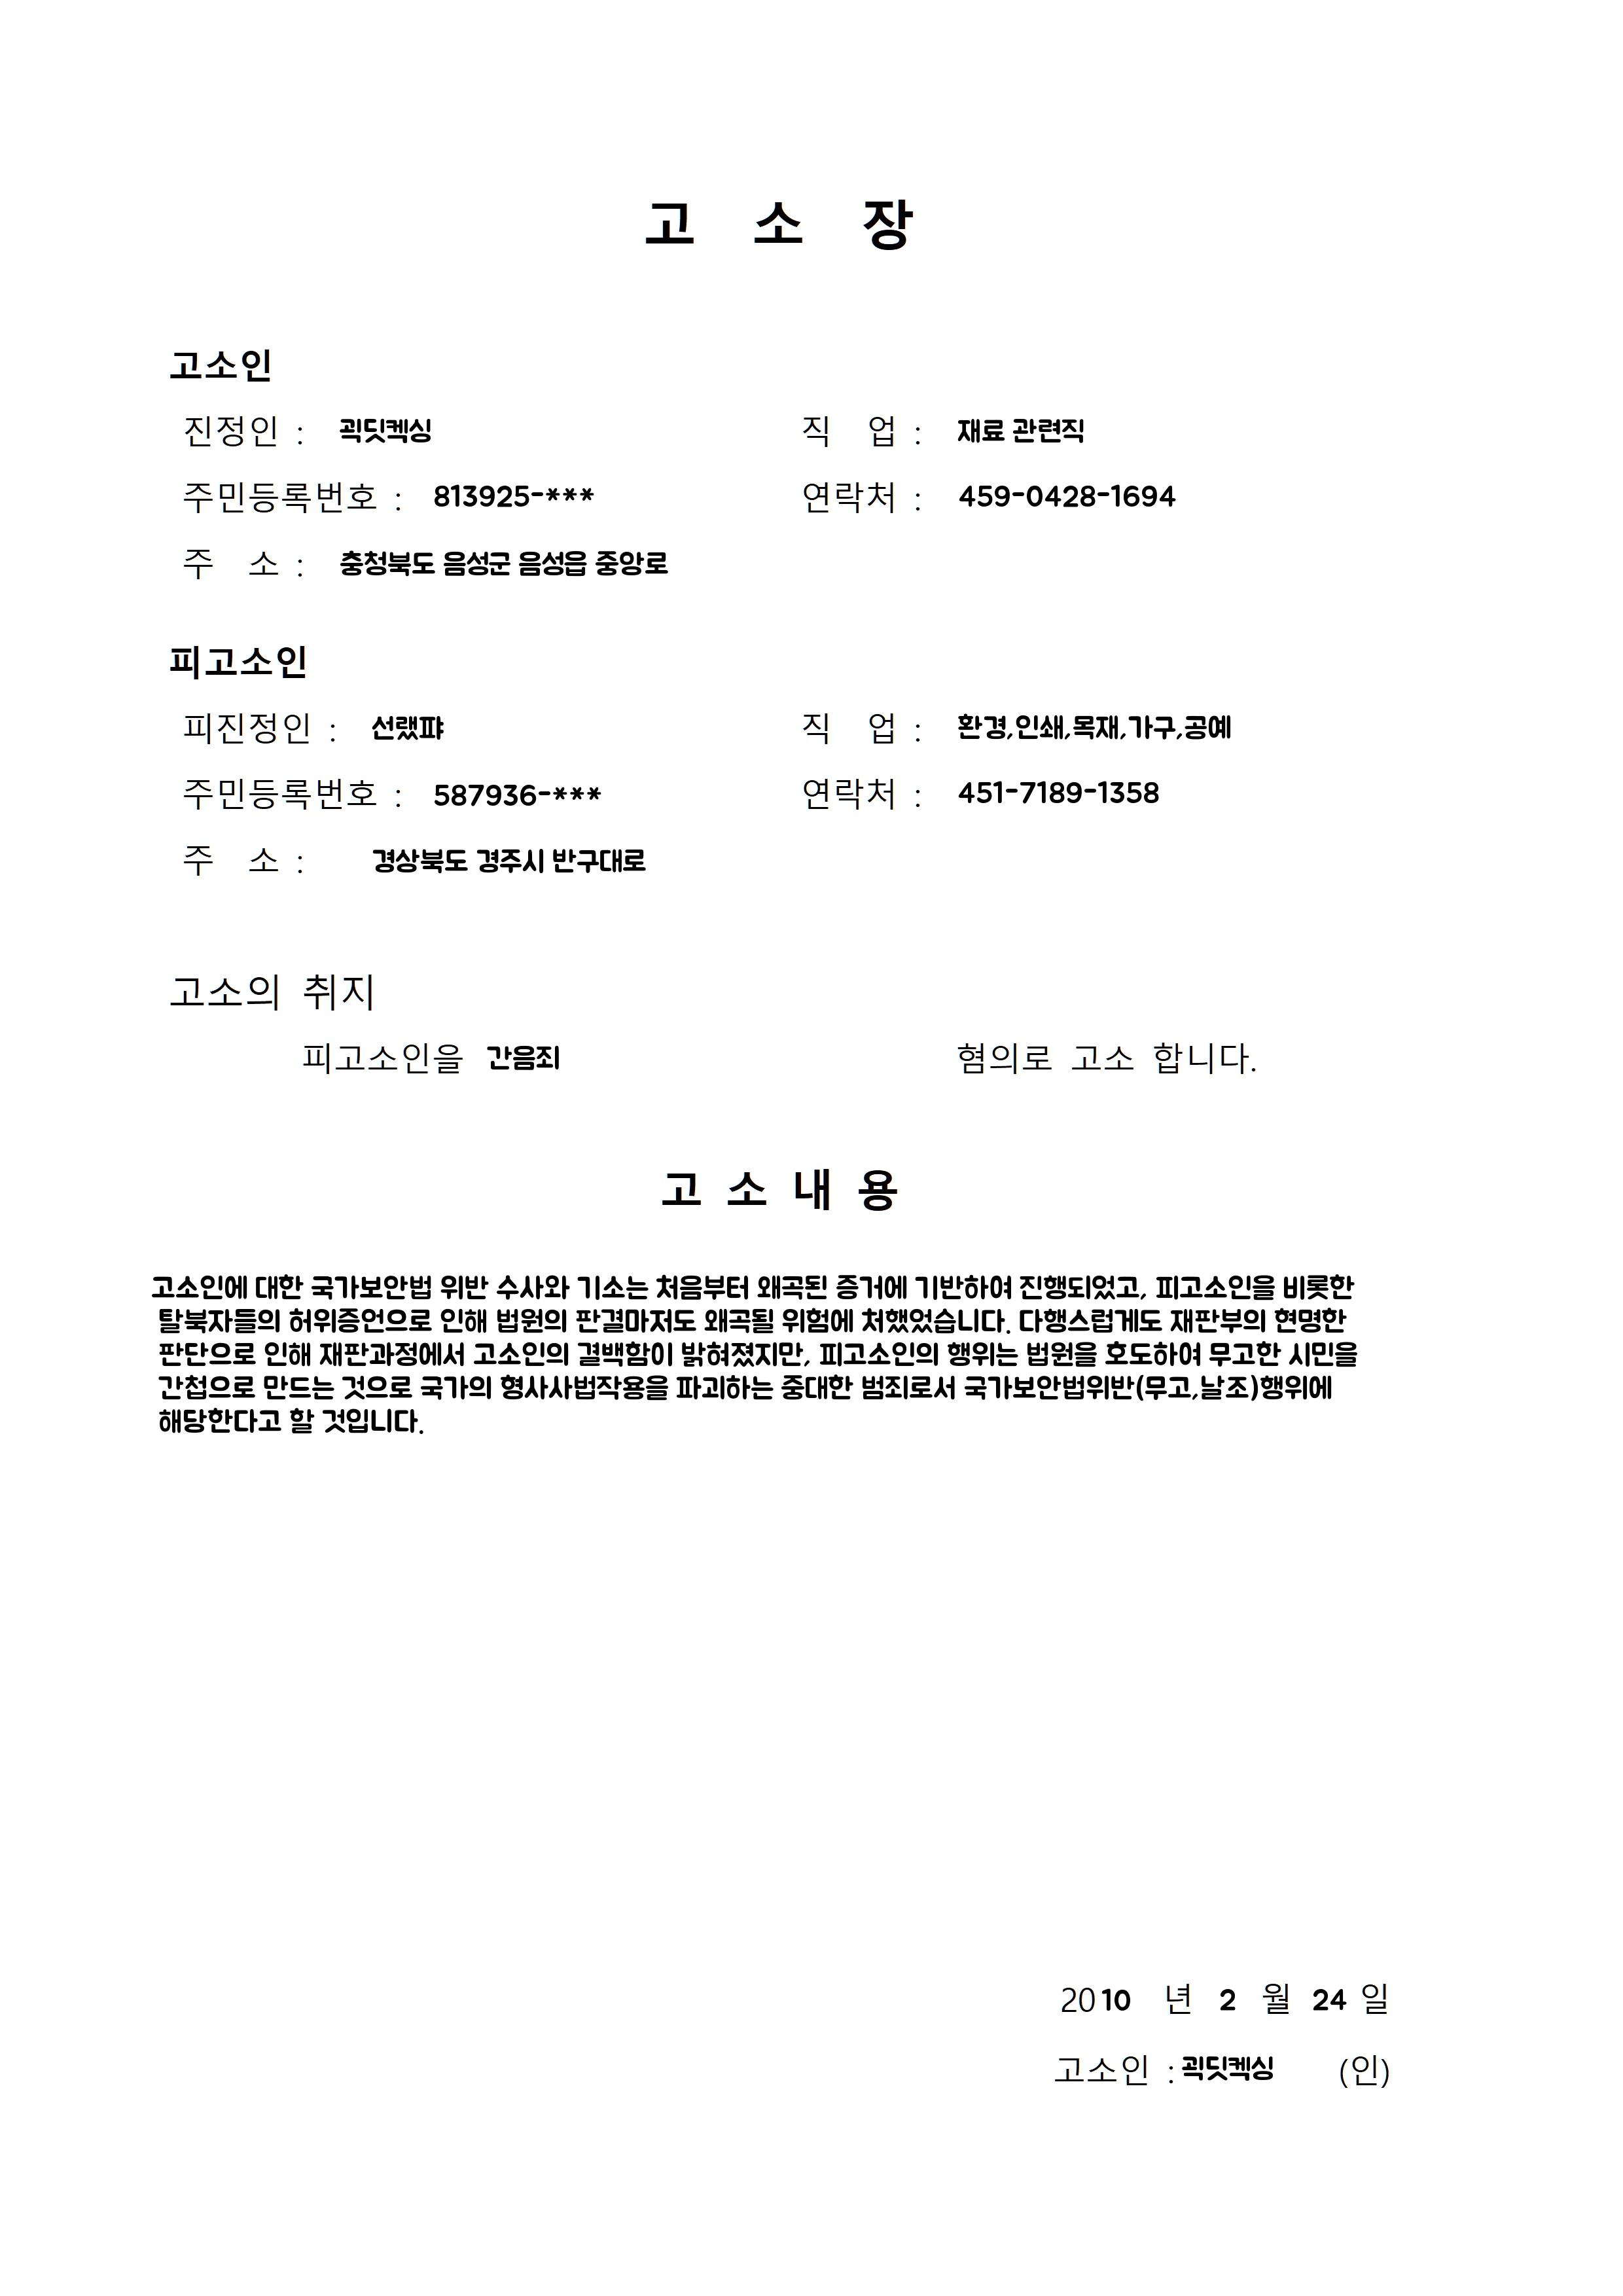 고 소 장
고소인
진정인 : 괵딧켁싱 직 업 : 재료 관련직
주민등록번호 : 813925-*** 연락처 : 459-0428-1694
주 소 : 충청북도 음성군 음성읍 중앙로
피고소인
피진정인 : 선랬퍄 직 업 : 환경,인쇄,목재,가구,공예
주민등록번호 : 587936-*** 연락처 : 451-7189-1358
주 소 : 경상북도 경주시 반구대로
고소의 취지
피고소인을 간음죄 혐의로 고소 합니다.
고 소 내 용
고소인에 대한 국가보안법 위반 수사와 기소는 처음부터 왜곡된 증거에 기반하여 진행되었고, 피고소인을 비롯한
탈북자들의 허위증언으로 인해 법원의 판결마저도 왜곡될 위험에 처했었습니다. 다행스럽게도 재판부의 현명한
판단으로 인해 재판과정에서 고소인의 결백함이 밝혀졌지만, 피고소인의 행위는 법원을 호도하여 무고한 시민을
간첩으로 만드는 것으로 국가의 형사사법작용을 파괴하는 중대한 범죄로서 국가보안법위반(무고,날조)행위에
해당한다고 할 것입니다.
2010 년 2 월 24 일
고소인 : 괵딧켁싱 (인)